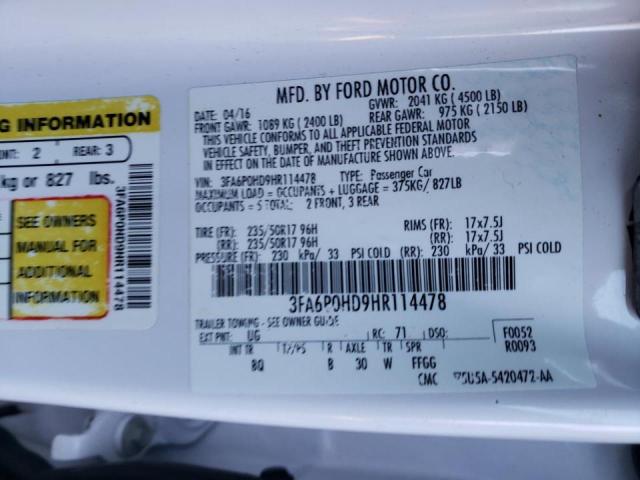 G INFORMATION
NT: 2 REAR: 3
kg or 827 lbs.
SEE OWNERS
MANUAL FOR
ADDITIONAL
INFORMATION
3FA6P0HD9HR114478
MFD. BY FORD MOTOR CO.
DATE: 04/16 GVWR: 2041 KG (4500 LB)
FRONT GAWR: 1089 KG (2400 LB) REAR GAWR: 975 KG (2150 LB)
THIS VEHICLE CONFORMS TO ALL APPLICABLE FEDERAL MOTOR
VEHICLE SAFETY, BUMPER, AND THEFT PREVENTION STANDARDS
IN EFFECT ON THE DATE OF MANUFACTURE SHOWN ABOVE.
VIN: 3FA6P0HD9HR114478 TYPE: Passenger Car
MAXIMUM LOAD = OCCUPANTS + LUGGAGE = 375KG/ 827LB
OCCUPANTS = 5 TOTAL: 2 FRONT, 3 REAR
TIRE (FR): 235/50R17 96H RIMS (FR): 17x7.5J
(RR): 235/50R17 96H (RR): 17x7.5J
PRESSURE (FR): 230 kPa/ 33 PSI COLD (RR): 230 kPa/ 33 PSI COLD
3FA6P0HD9HR114478
TRAILER TOWING - SEE OWNER GUIDE
EXT PNT: UG RC: 71 DSO: F0052
INT TR TP/PS R AXLE TR SPR R0093
BQ B 30 W FFGG
CMC 5U5A-5420472-AA